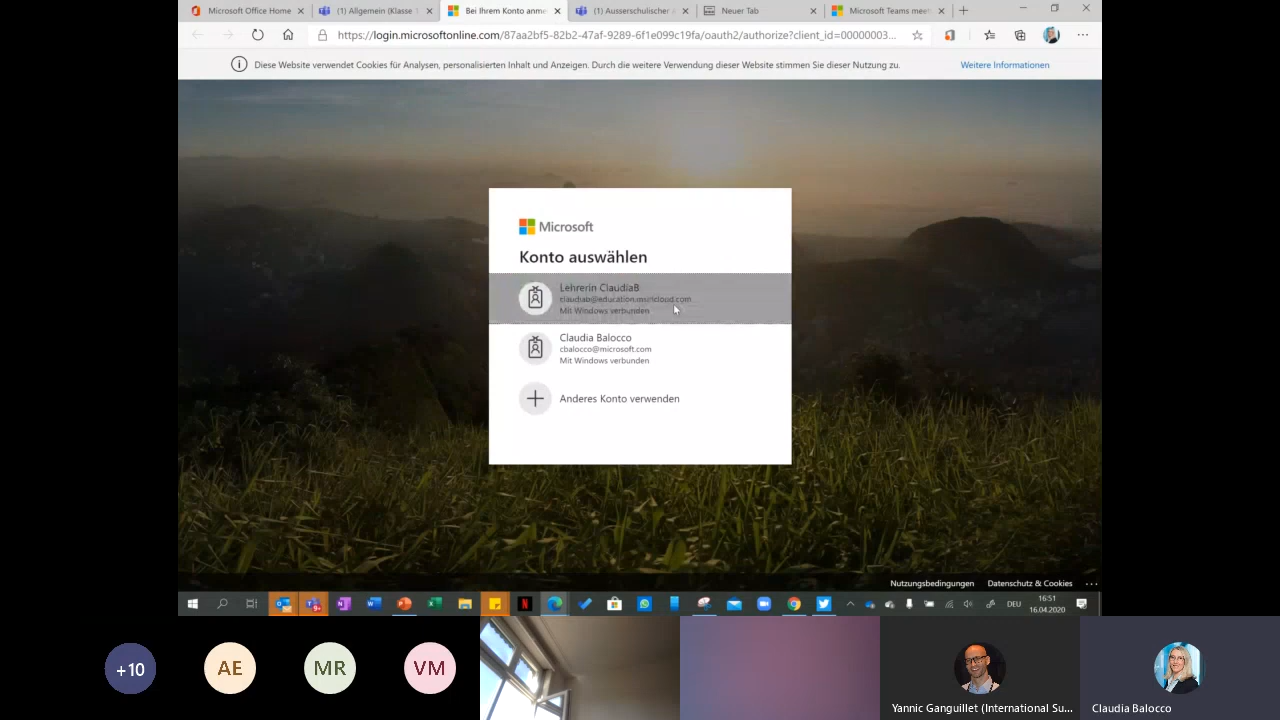 Microsoft Office Home
(1) Allgemein (Klasse 1
Bei Ihrem Konto anme
(1) Ausserschulischer A
Neuer Tab
Microsoft Teams meet
https://login.microsoftonline.com/87aa2bf5-82b2-47af-9289-6f1e099c19fa/oauth2/authorize?client_id=00000003...
Diese Website verwendet Cookies für Analysen, personalisierten Inhalt und Anzeigen. Durch die weitere Verwendung dieser Website stimmen Sie dieser Nutzung zu.
Weitere Informationen
Microsoft
Konto auswählen
Lehrerin ClaudiaB
Mit Windows verbunden
Claudia Balocco
cbalocco@microsoft.com
Mit Windows verbunden
Anderes Konto verwenden
Nutzungsbedingungen
Datenschutz & Cookies
...
DEU
16:51
16.04.2020
+10
AE
MR
VM
Yannic Ganguillet (International Su...
Claudia Balocco